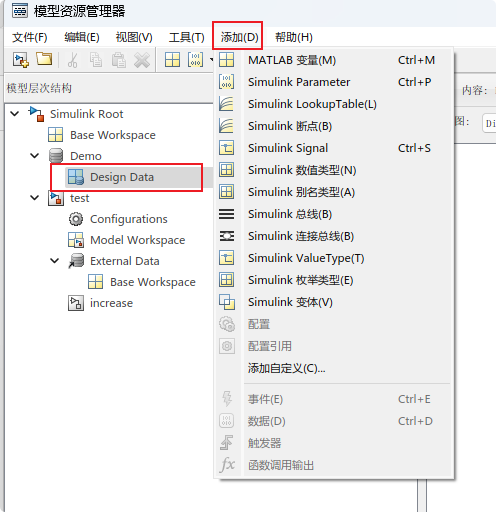 模型资源管理器
文件(F) 编辑(E) 视图(V) 工具(T) 添加(D) 帮助(H)
模型层次结构
Simulink Root
Base Workspace
Demo
Design Data
test
Configurations
Model Workspace
External Data
Base Workspace
increase
MATLAB 变量(M) Ctrl+M
Simulink Parameter Ctrl+P
Simulink LookupTable(L)
Simulink 断点(B)
Simulink Signal Ctrl+S
Simulink 数值类型(N)
Simulink 别名类型(A)
Simulink 总线(B)
Simulink 连接总线(B)
Simulink ValueType(T)
Simulink 枚举类型(E)
Simulink 变体(V)
配置
配置引用
添加自定义(C)...
事件(E) Ctrl+E
数据(D) Ctrl+D
触发器
函数调用输出
内容:
图: Di